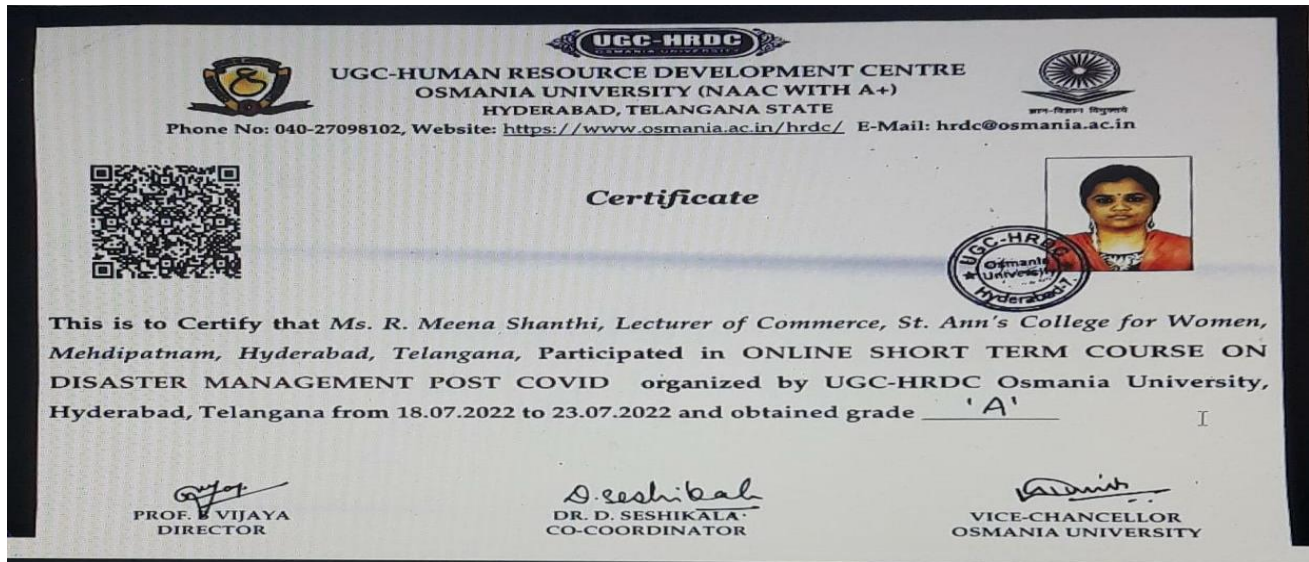 UGC-HRDC
OSMANIA UNIVERSITY
UGC-HUMAN RESOURCE DEVELOPMENT CENTRE
OSMANIA UNIVERSITY (NAAC WITH A+)
HYDERABAD, TELANGANA STATE
ज्ञान-विज्ञान विमुक्तये
Phone No: 040-27098102, Website: https://www.osmania.ac.in/hrdc/ E-Mail: hrdc@osmania.ac.in
Certificate
UGC-HRDC
Osmania
University
Hyderabad-7.
This is to Certify that Ms. R. Meena Shanthi, Lecturer of Commerce, St. Ann's College for Women,
Mehdipatnam, Hyderabad, Telangana, Participated in ONLINE SHORT TERM COURSE ON
DISASTER MANAGEMENT POST COVID organized by UGC-HRDC Osmania University,
Hyderabad, Telangana from 18.07.2022 to 23.07.2022 and obtained grade 'A'
D. Seshikala
PROF. B VIJAYA
DIRECTOR
DR. D. SESHIKALA
CO-COORDINATOR
VICE-CHANCELLOR
OSMANIA UNIVERSITY